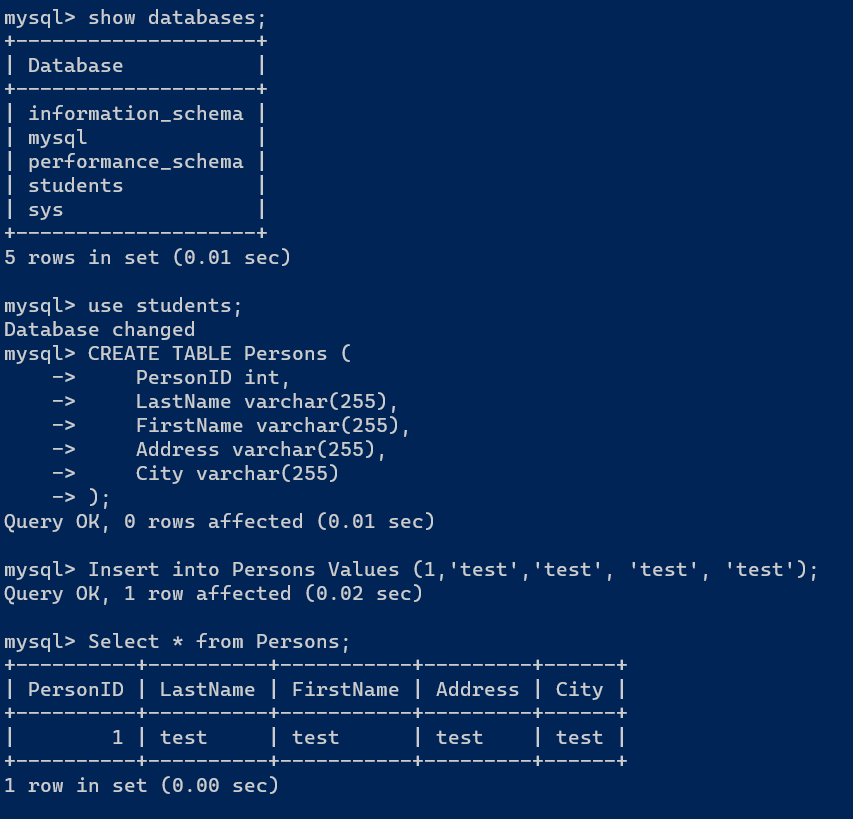 mysql> show databases;
+--------------------+
| Database           |
+--------------------+
| information_schema |
| mysql              |
| performance_schema |
| students           |
| sys                |
+--------------------+
5 rows in set (0.01 sec)

mysql> use students;
Database changed
mysql> CREATE TABLE Persons (
    ->     PersonID int,
    ->     LastName varchar(255),
    ->     FirstName varchar(255),
    ->     Address varchar(255),
    ->     City varchar(255)
    -> );
Query OK, 0 rows affected (0.01 sec)

mysql> Insert into Persons Values (1,'test','test', 'test', 'test');
Query OK, 1 row affected (0.02 sec)

mysql> Select * from Persons;
+----------+----------+-----------+---------+------+
| PersonID | LastName | FirstName | Address | City |
+----------+----------+-----------+---------+------+
|        1 | test     | test      | test    | test |
+----------+----------+-----------+---------+------+
1 row in set (0.00 sec)